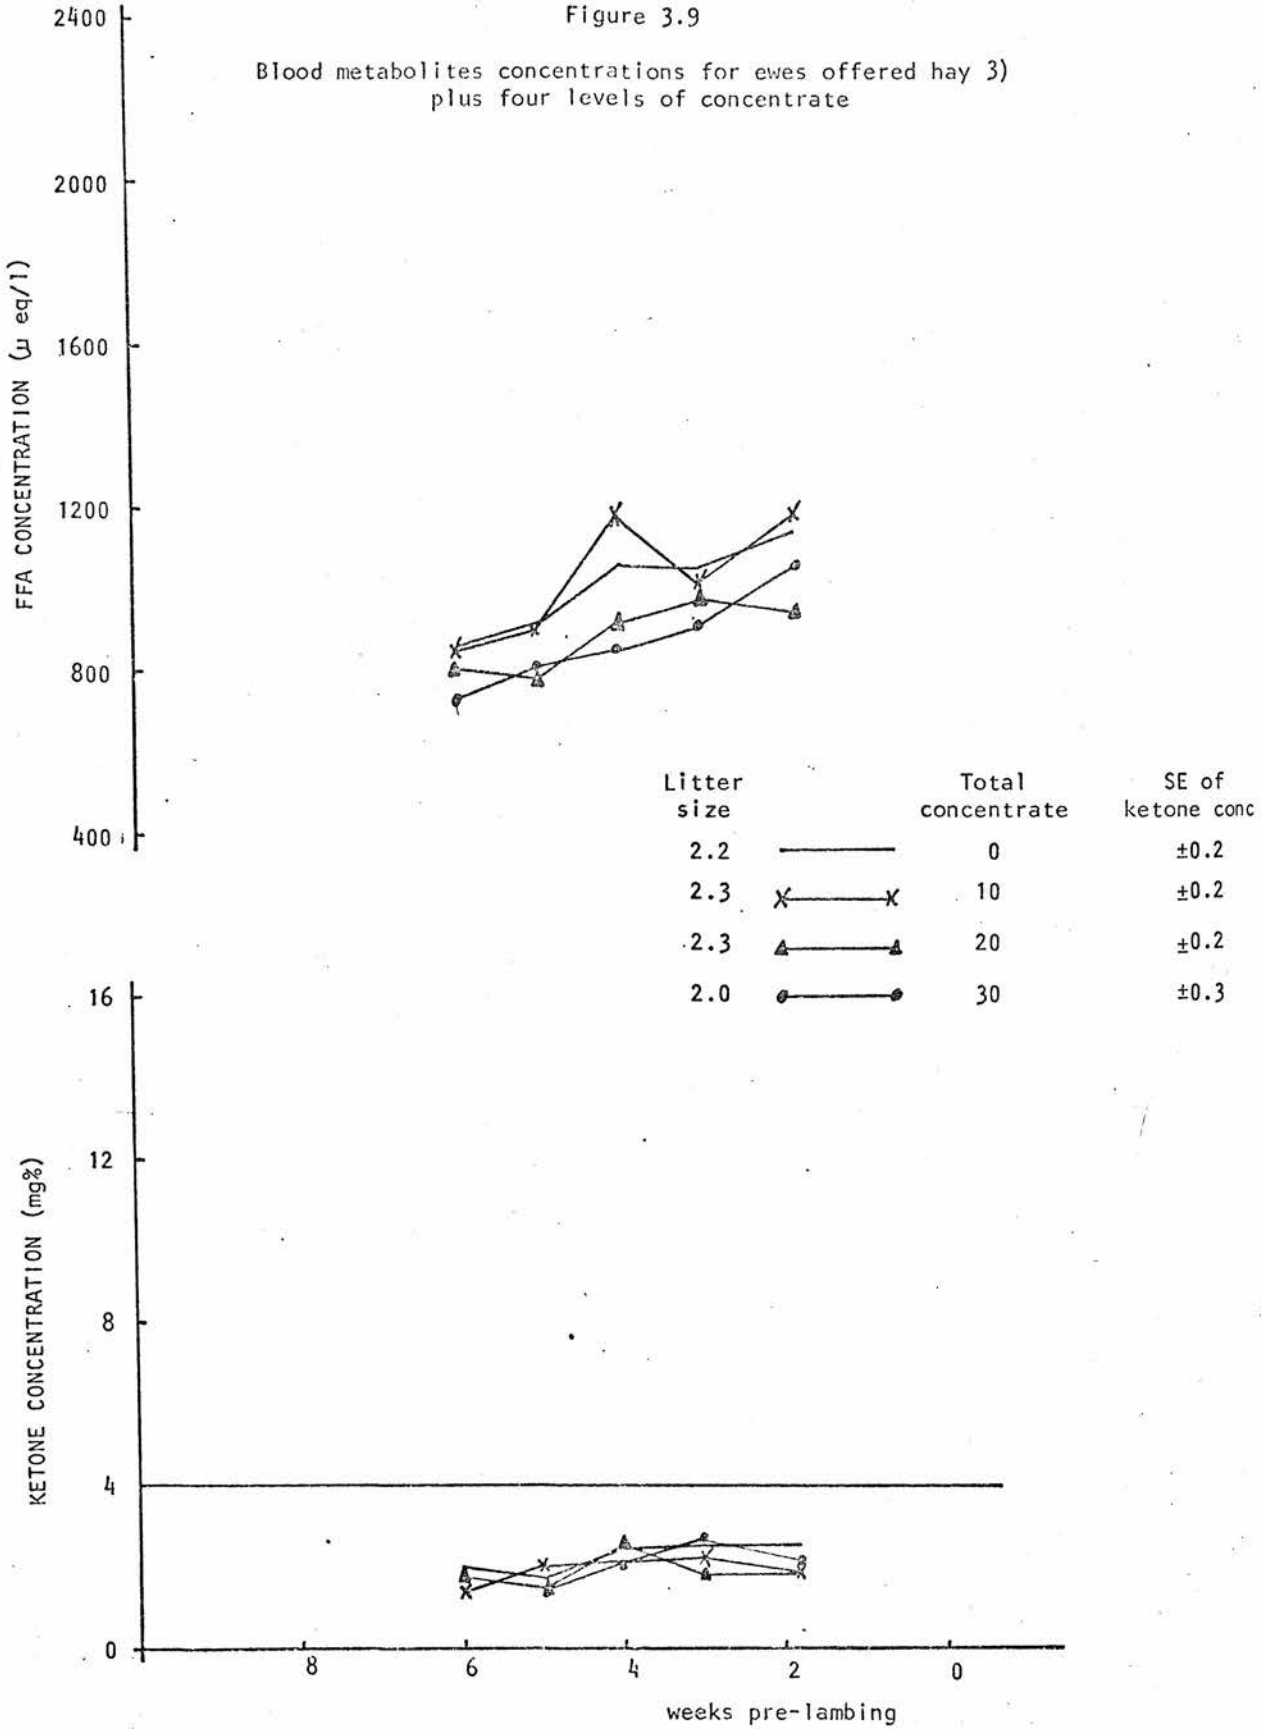 Figure 3.9
Blood metabolites concentrations for ewes offered hay 3)
plus four levels of concentrate
FFA CONCENTRATION (μ eq/l)
2400
2000
1600
1200
800
400
Litter size Total concentrate SE of ketone conc
2.2 0 ±0.2
2.3 10 ±0.2
2.3 20 ±0.2
2.0 30 ±0.3
KETONE CONCENTRATION (mg%)
16
12
8
4
0
8 6 4 2 0
weeks pre-lambing